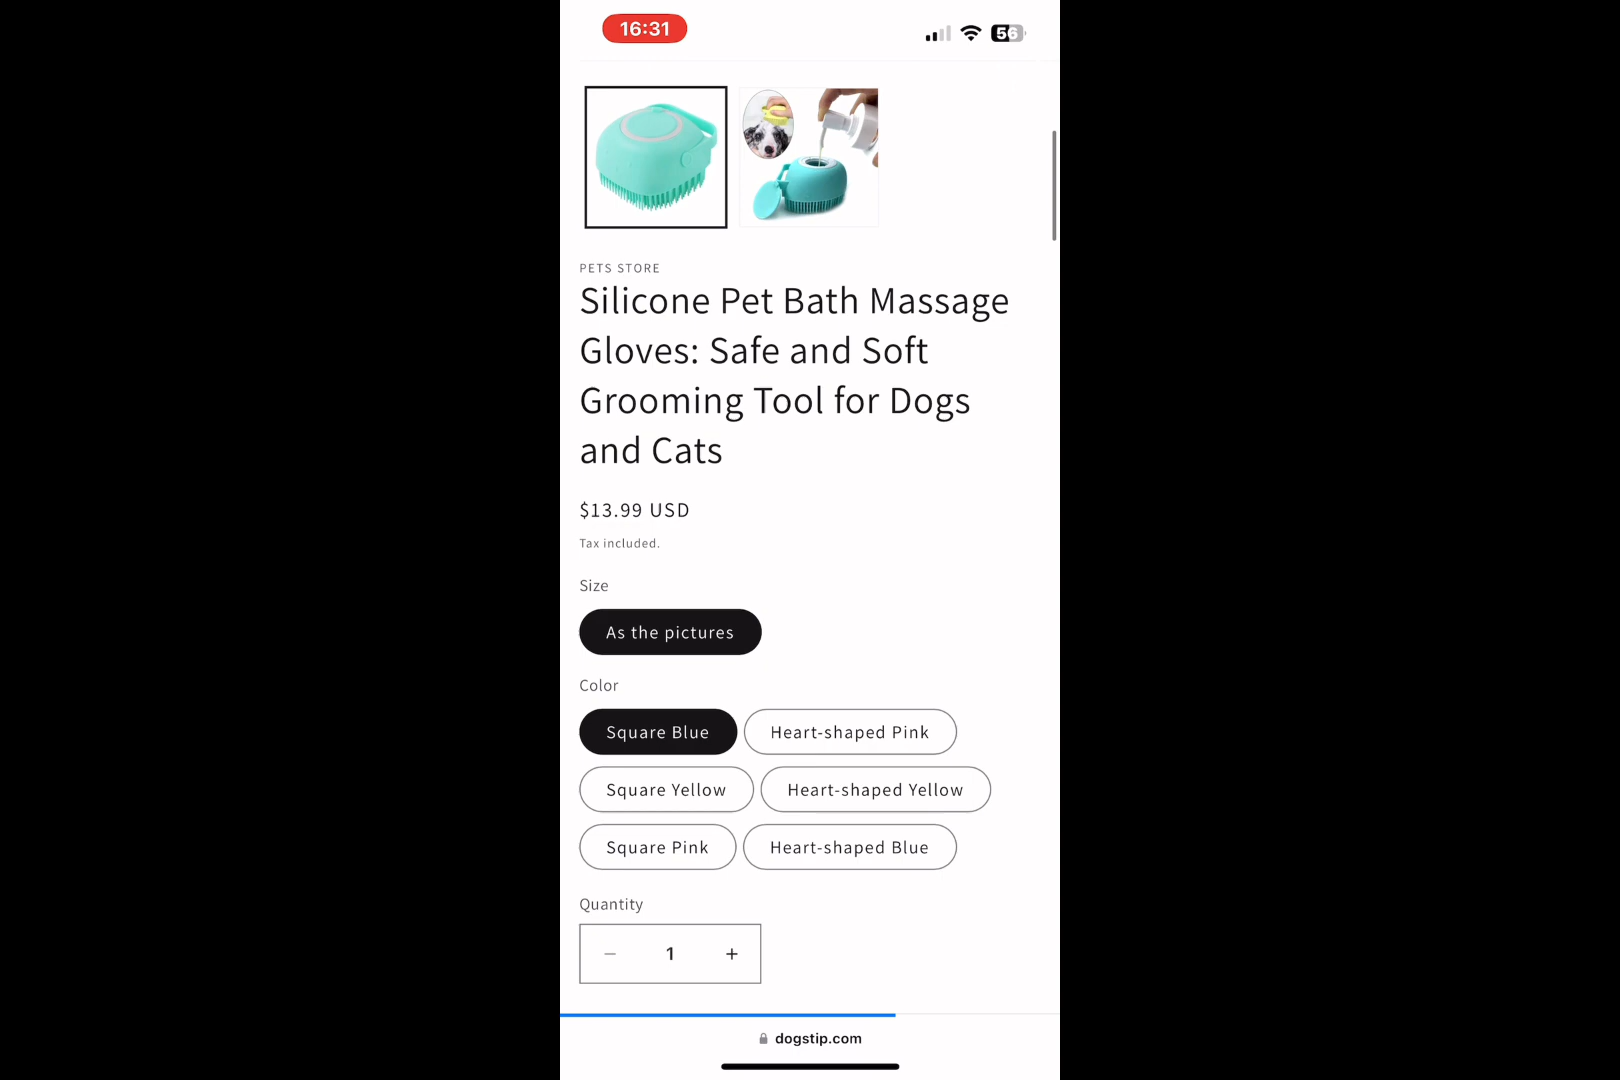 16:31
56
PETS STORE
Silicone Pet Bath Massage
Gloves: Safe and Soft
Grooming Tool for Dogs
and Cats
$13.99 USD
Tax included.
Size
As the pictures
Color
Square Blue
Heart-shaped Pink
Square Yellow
Heart-shaped Yellow
Square Pink
Heart-shaped Blue
Quantity
− 1 +
dogstip.com